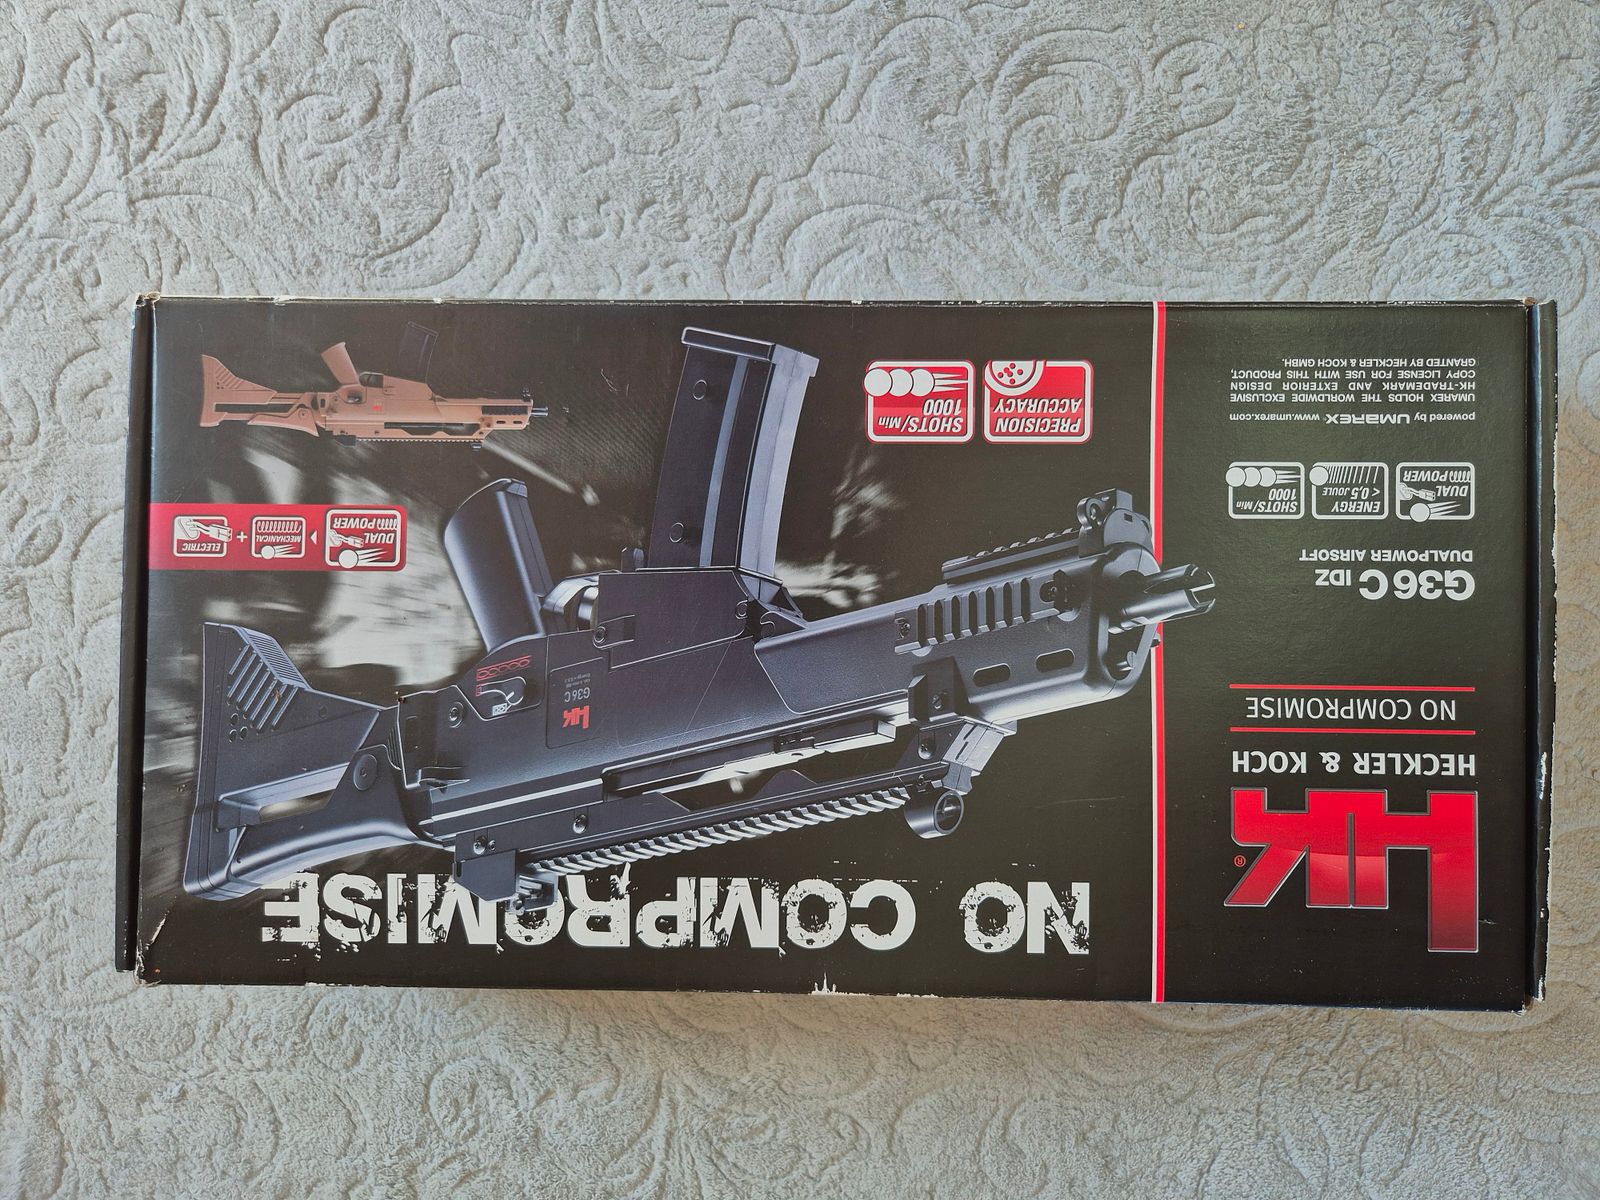 HK®
HECKLER & KOCH
NO COMPROMISE
G36C IDZ
DUALPOWER AIRSOFT
DUAL
POWER
ENERGY
< 0,5 JOULE
SHOTS/Min
1000
powered by UMAREX www.umarex.com
UMAREX HOLDS THE WORLDWIDE EXCLUSIVE
HK-TRADEMARK AND EXTERIOR DESIGN
COPY LICENSE FOR USE WITH THIS PRODUCT,
GRANTED BY HECKLER & KOCH GMBH.
NO COMPROMISE
HK
G36 C
PRECISION
ACCURACY
SHOTS/Min
1000
DUAL
POWER
MECHANICAL
+
ELECTRIC